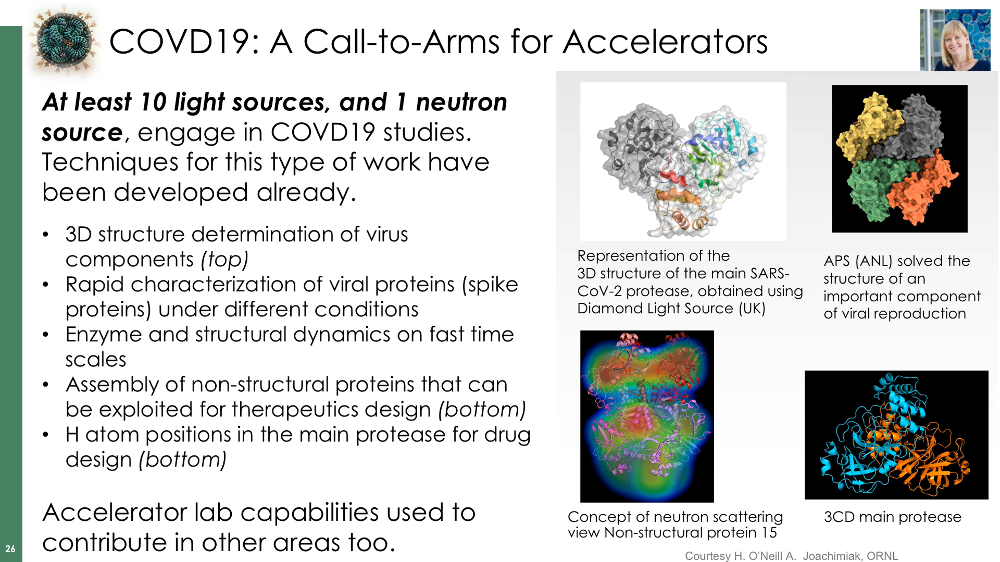 COVD19: A Call-to-Arms for Accelerators
At least 10 light sources, and 1 neutron
source, engage in COVD19 studies.
Techniques for this type of work have
been developed already.
• 3D structure determination of virus
components (top)
• Rapid characterization of viral proteins (spike
proteins) under different conditions
• Enzyme and structural dynamics on fast time
scales
• Assembly of non-structural proteins that can
be exploited for therapeutics design (bottom)
• H atom positions in the main protease for drug
design (bottom)
Accelerator lab capabilities used to
contribute in other areas too.
Representation of the
3D structure of the main SARS-
CoV-2 protease, obtained using
Diamond Light Source (UK)
APS (ANL) solved the
structure of an
important component
of viral reproduction
Concept of neutron scattering
view Non-structural protein 15
3CD main protease
Courtesy H. O’Neill A.  Joachimiak, ORNL
26